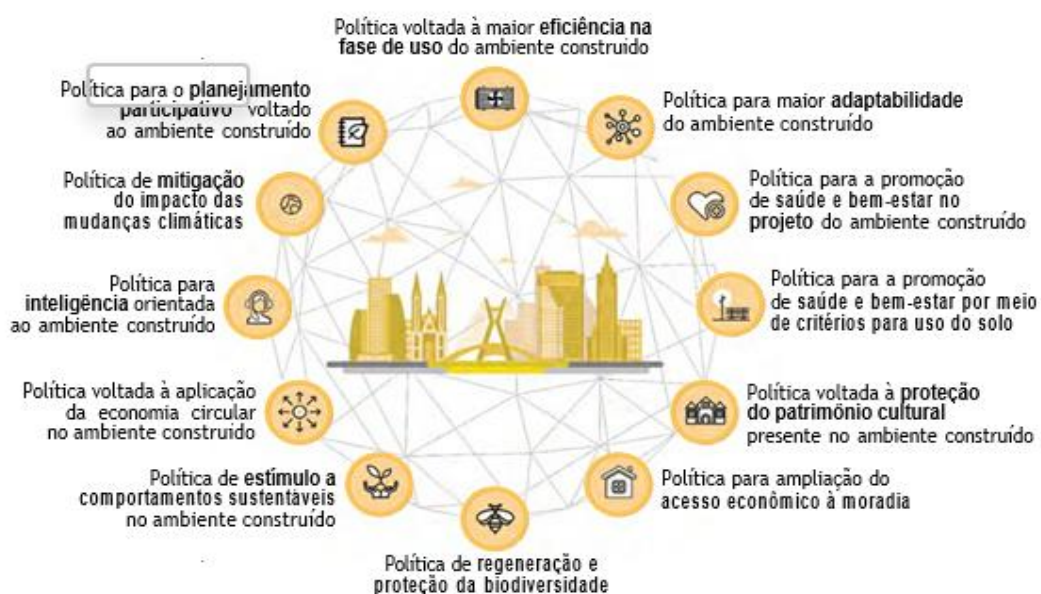 Política voltada à maior eficiência na
fase de uso do ambiente construido
Política para o planejamento
participativo voltado
ao ambiente construído
Política para maior adaptabilidade
do ambiente construído
Política de mitigação
do impacto das
mudanças climáticas
Política para a promoção
de saúde e bem-estar no
projeto do ambiente construído
Política para
inteligência orientada
ao ambiente construído
Política para a promoção
de saúde e bem-estar por meio
de critérios para uso do solo
Política voltada à aplicação
da economia circular
no ambiente construido
Política voltada à proteção
do patrimônio cultural
presente no ambiente construído
Política de estímulo a
comportamentos sustentáveis
no ambiente construído
Política para ampliação do
acesso econômico à moradia
Política de regeneração e
proteção da biodiversidade